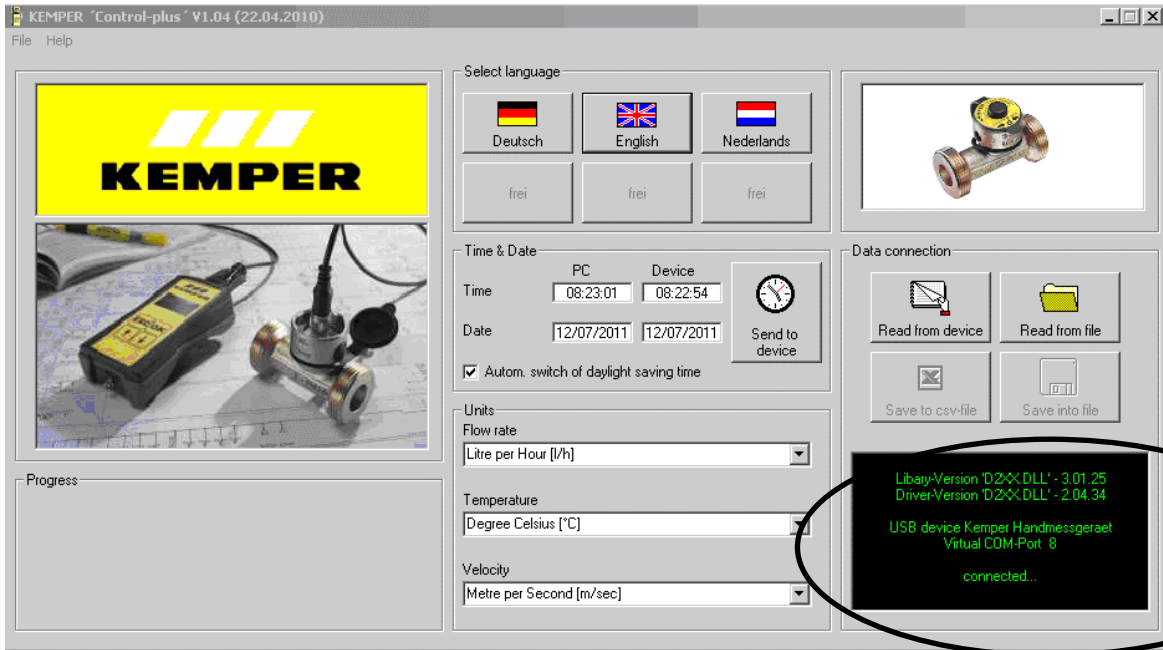 KEMPER ´Control-plus´ V1.04 (22.04.2010)
File Help
KEMPER
Progress
Select language
Deutsch
English
Nederlands
frei
frei
frei
Time & Date
PC Device
Time 08:23:01 08:22:54
Date 12/07/2011 12/07/2011
Send to
device
Autom. switch of daylight saving time
Units
Flow rate
Litre per Hour [l/h]
Temperature
Degree Celsius [°C]
Velocity
Metre per Second [m/sec]
Data connection
Read from device
Read from file
Save to csv-file
Save into file
Libary-Version 'D2XX.DLL' - 3.01.25
Driver-Version 'D2XX.DLL' - 2.04.34
USB device Kemper Handmessgeraet
Virtual COM-Port 8
connected...